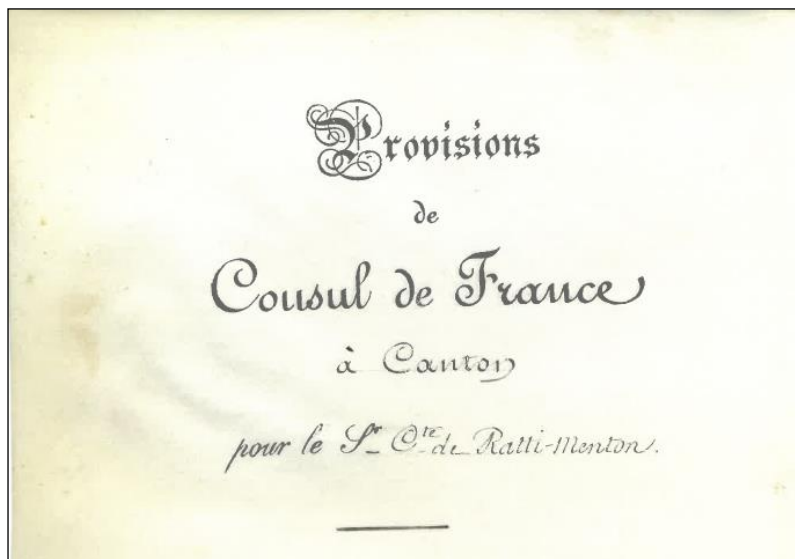 Provisions
de
Consul de France
à Canton
pour le Sr. Cte de Ratti-Menton.